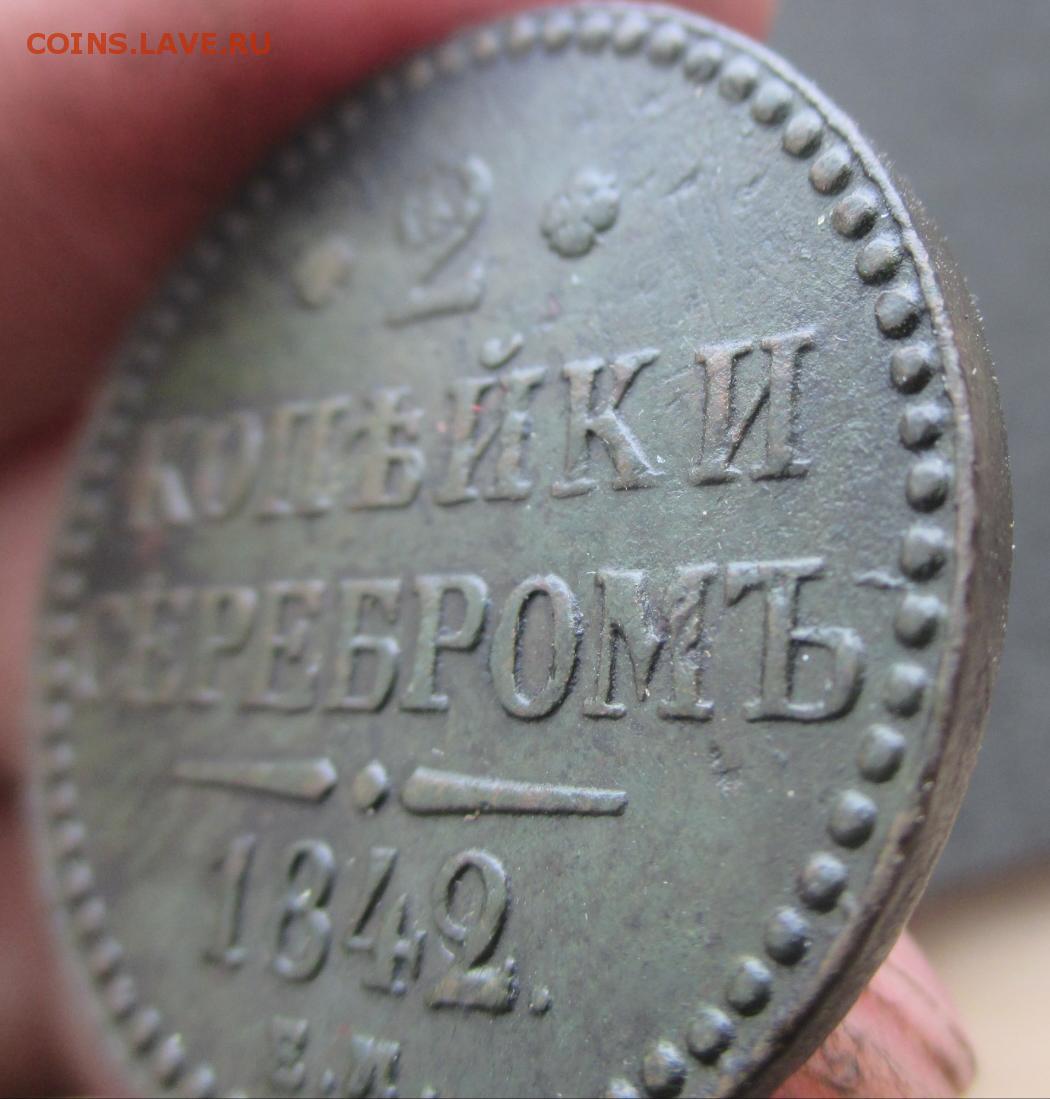 COINS.LAVE.RU
2
КОПѢЙКИ
СЕРЕБРОМЪ
1842.
Е.М.